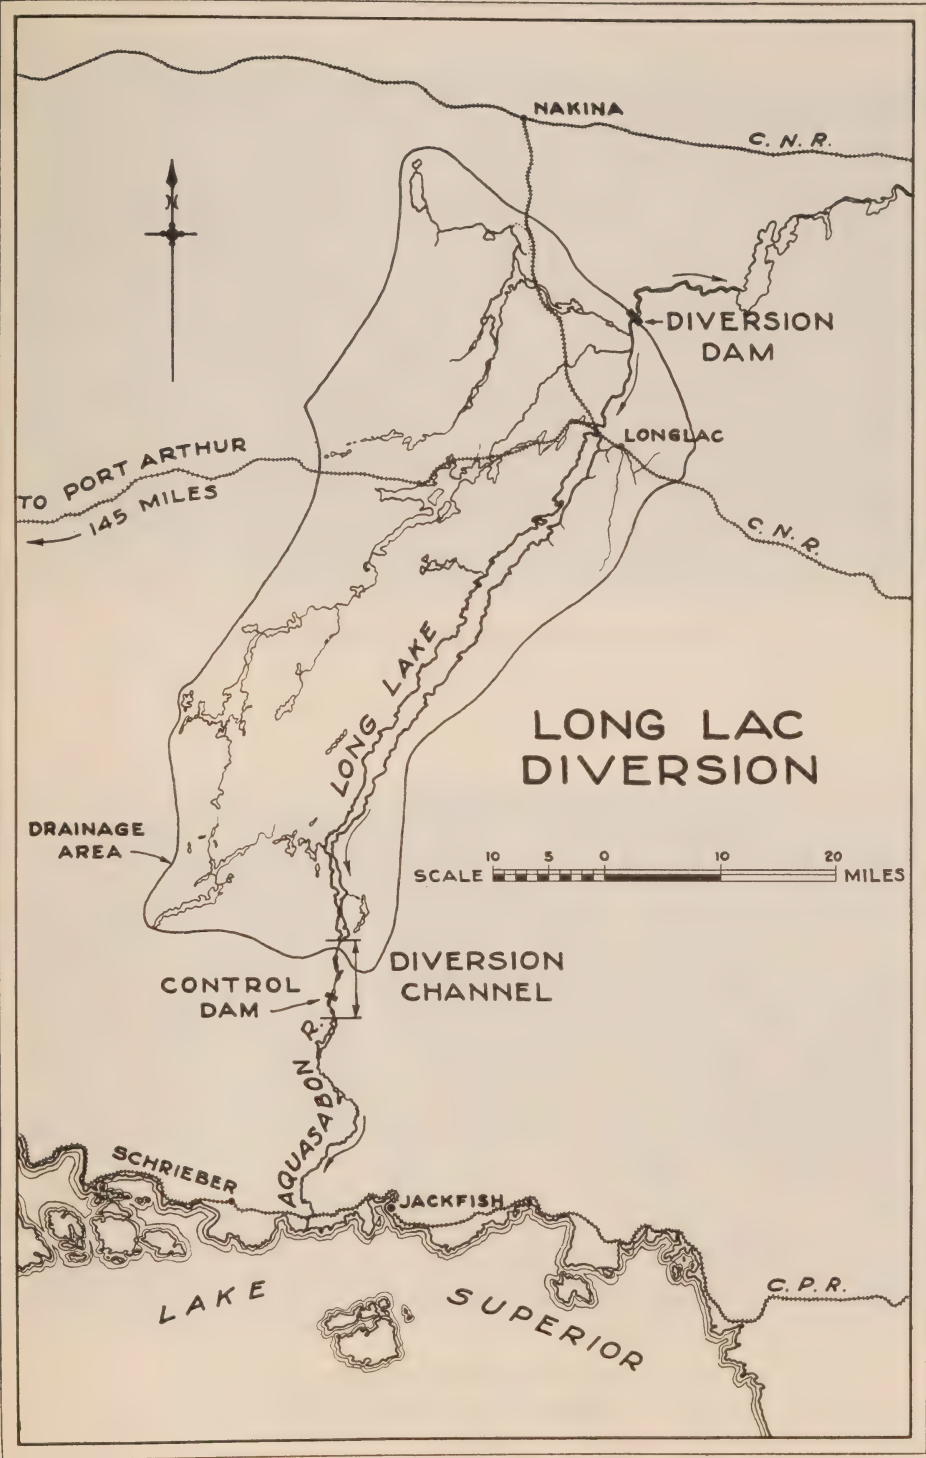 NAKINA
C. N. R.
N
DIVERSION
DAM
LONGLAC
TO PORT ARTHUR
145 MILES
C. N. R.
LONG LAKE
LONG LAC
DIVERSION
DRAINAGE
AREA
10 5 0 10 20
SCALE MILES
DIVERSION
CHANNEL
CONTROL
DAM
AQUASABON R.
SCHRIEBER
JACKFISH
C. P. R.
LAKE SUPERIOR